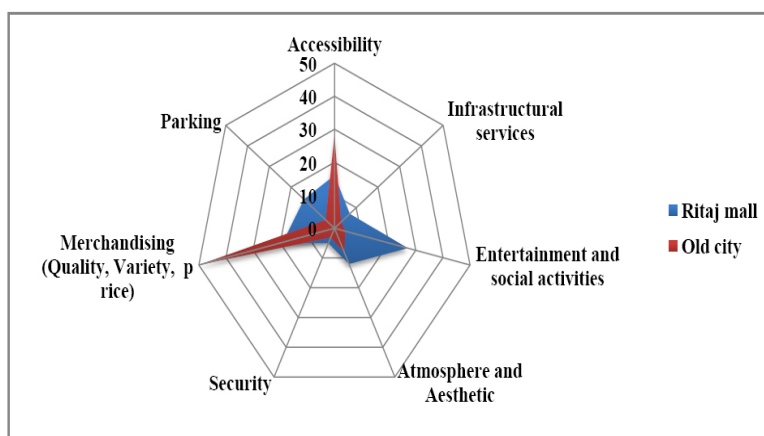 Accessibility
50
40
30
20
10
0
Infrastructural
services
Entertainment and
social activities
Atmosphere and
Aesthetic
Security
Merchandising
(Quality, Variety, p
rice)
Parking
Ritaj mall
Old city